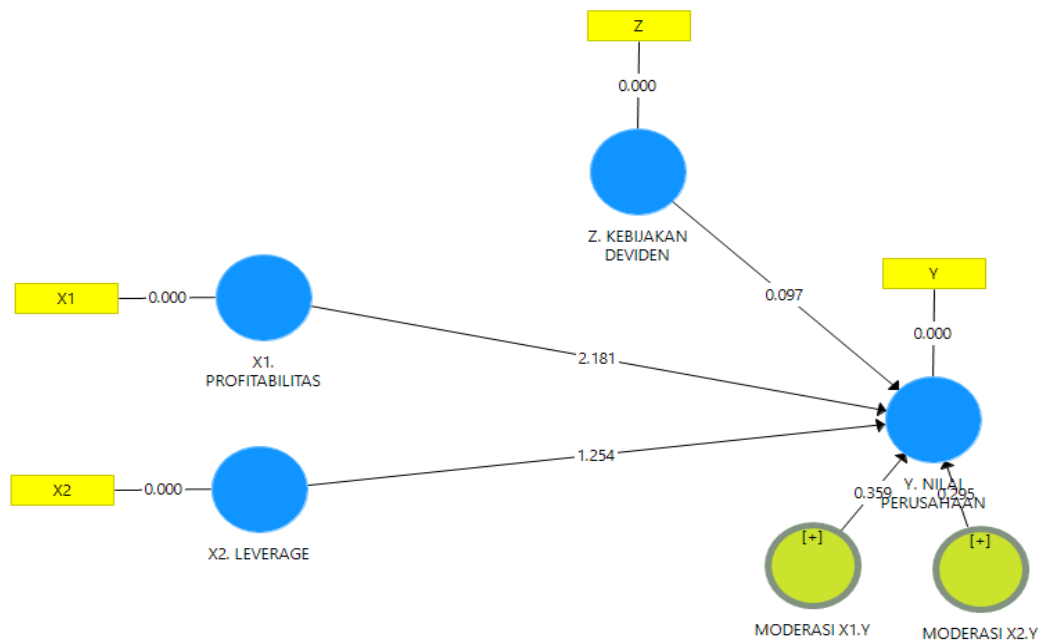 Z
0.000
Z. KEBIJAKAN
DEVIDEN
Y
0.097
0.000
X1
0.000
X1.
PROFITABILITAS
2.181
1.254
X2
0.000
X2. LEVERAGE
Y. NILAI
PERUSAHAAN
0.359
0.295
[+]
[+]
MODERASI X1.Y
MODERASI X2.Y